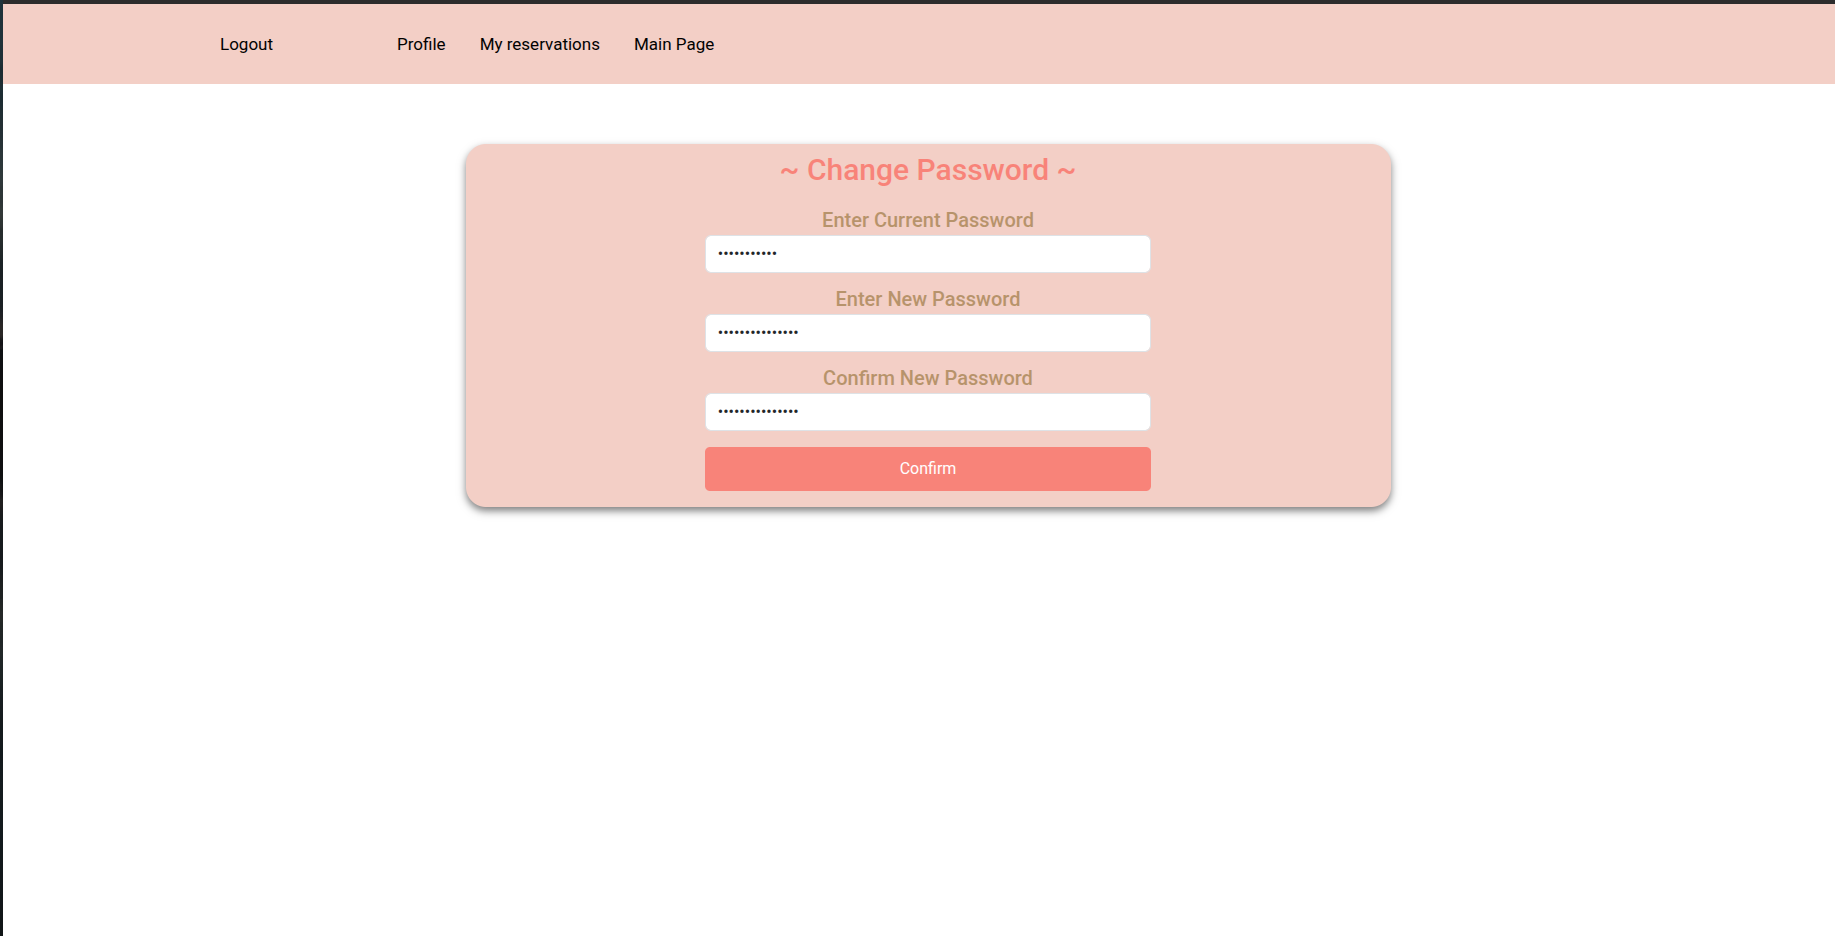 Logout Profile My reservations Main Page
~ Change Password ~
Enter Current Password
•••••••••••
Enter New Password
•••••••••••••••
Confirm New Password
•••••••••••••••
Confirm